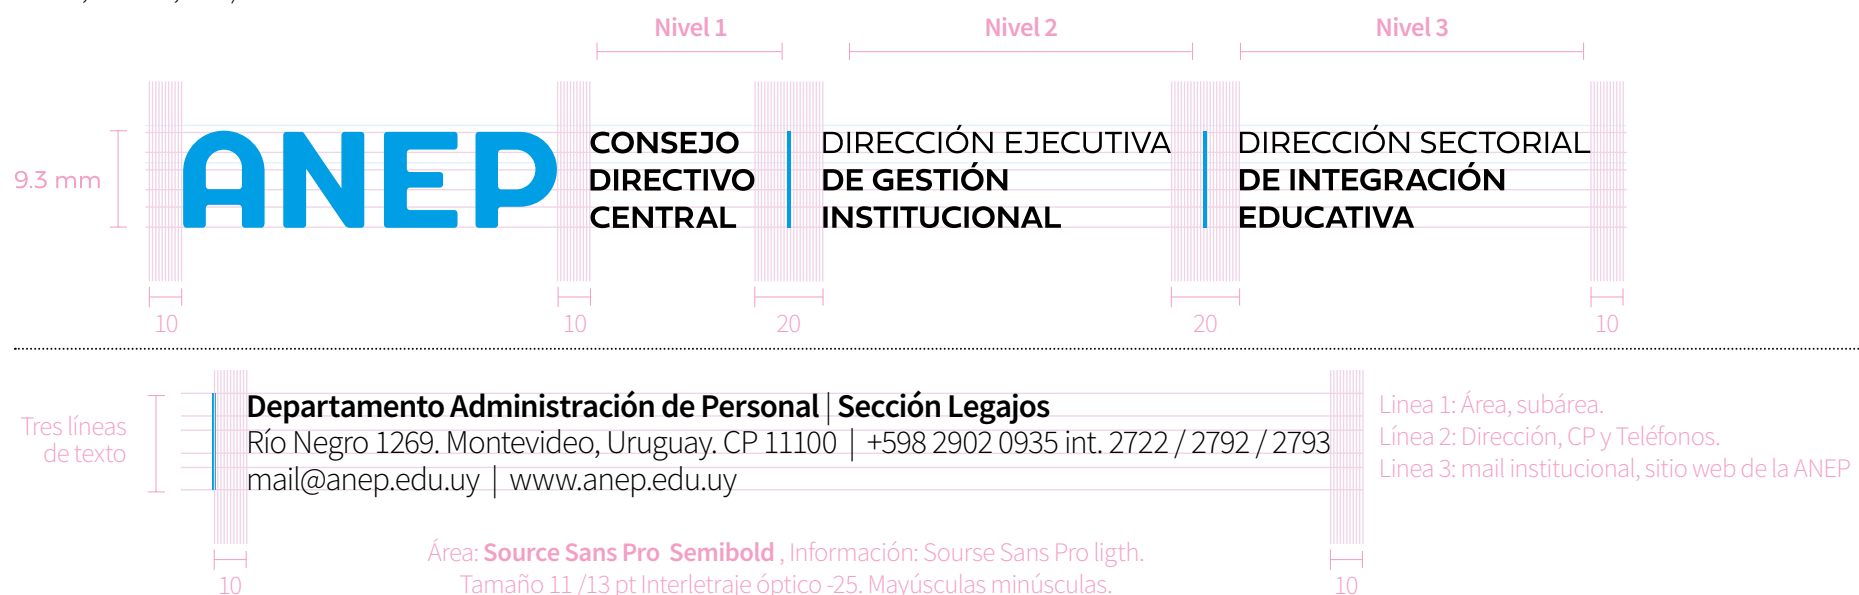 Nivel 1 Nivel 2 Nivel 3
9.3 mm
ANEP
CONSEJO
DIRECTIVO
CENTRAL
DIRECCIÓN EJECUTIVA
DE GESTIÓN
INSTITUCIONAL
DIRECCIÓN SECTORIAL
DE INTEGRACIÓN
EDUCATIVA
10 10 20 20 10
Tres líneas
de texto
Departamento Administración de Personal | Sección Legajos
Río Negro 1269. Montevideo, Uruguay. CP 11100 | +598 2902 0935 int. 2722 / 2792 / 2793
mail@anep.edu.uy | www.anep.edu.uy
Linea 1: Área, subárea.
Línea 2: Dirección, CP y Teléfonos.
Linea 3: mail institucional, sitio web de la ANEP
10 10
Área: Source Sans Pro Semibold , Información: Sourse Sans Pro ligth.
Tamaño 11 /13 pt Interletraje óptico -25. Mayúsculas minúsculas.